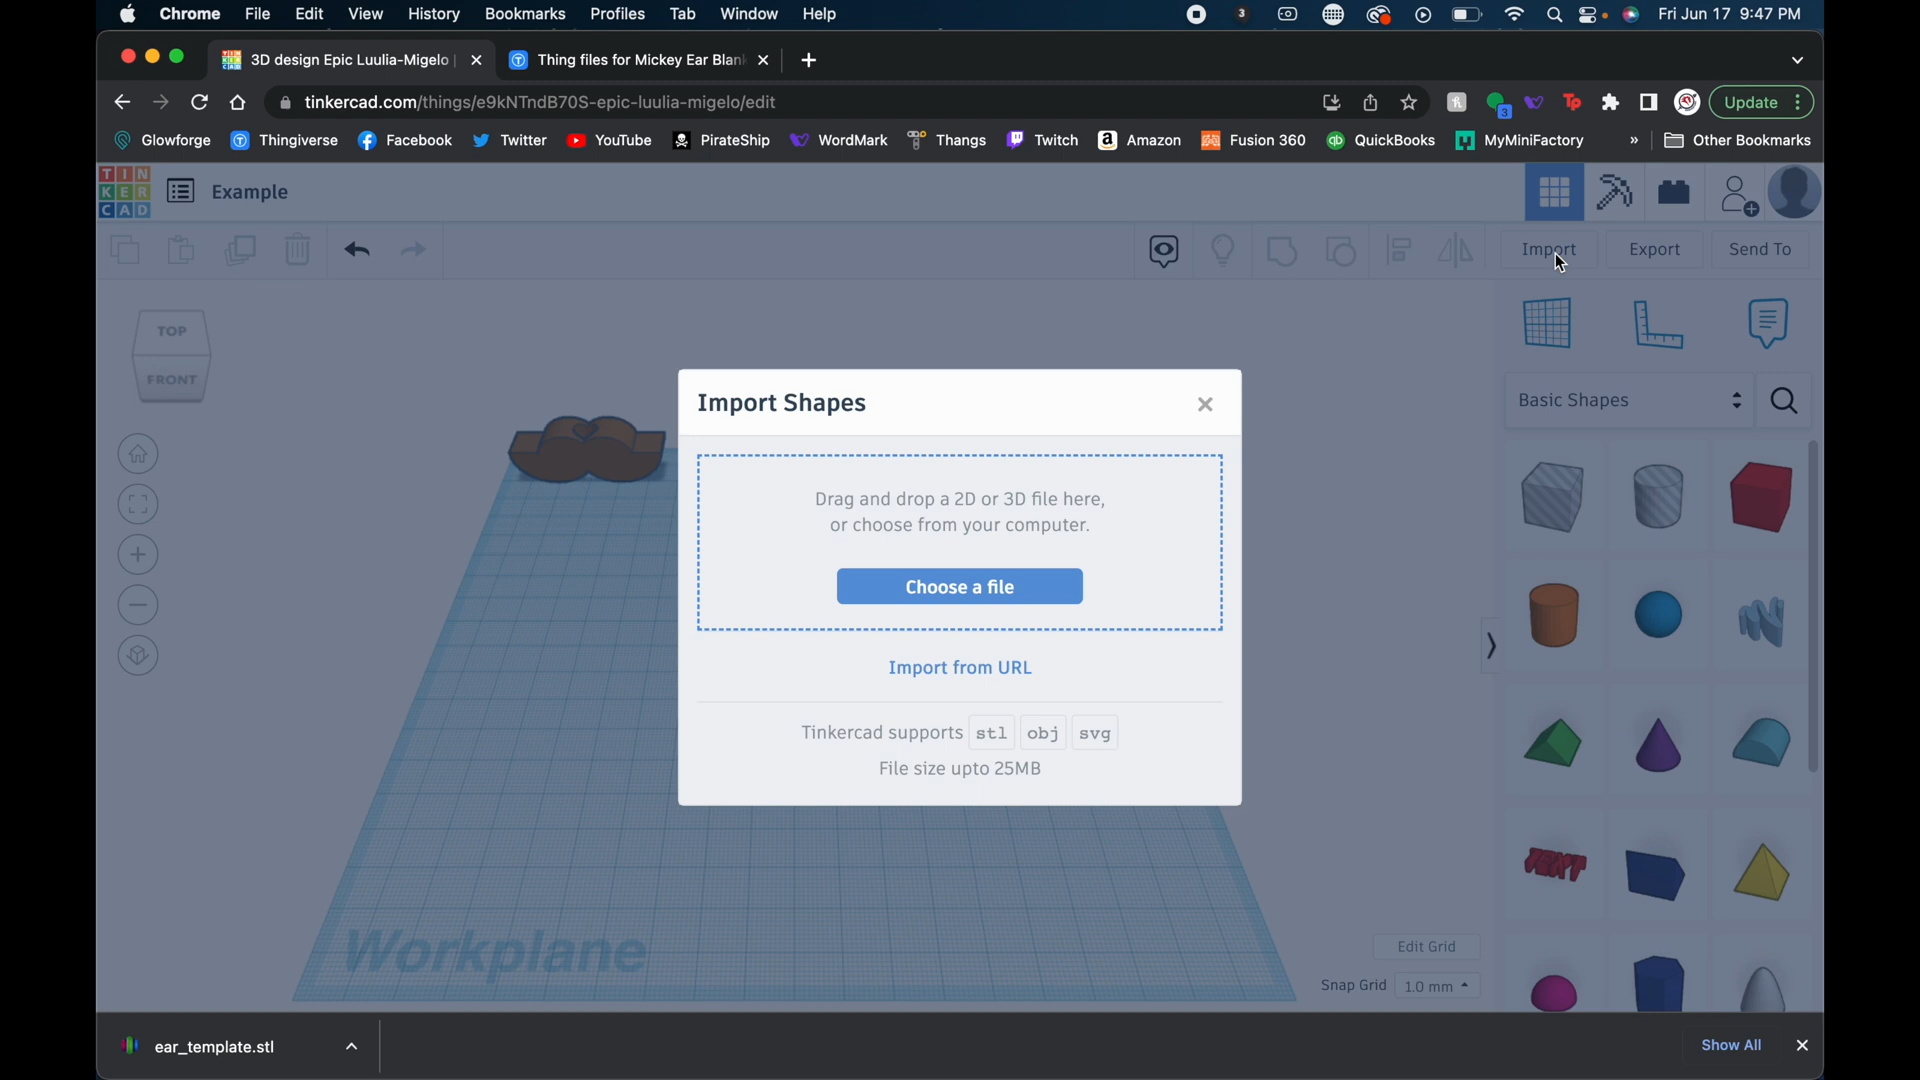 Chrome File Edit View History Bookmarks Profiles Tab Window Help 3 Fri Jun 17 9:47 PM
3D design Epic Luulia-Migelo Thing files for Mickey Ear Blank
tinkercad.com/things/e9kNTndB70S-epic-luulia-migelo/edit 3 Tp Update
Glowforge Thingiverse Facebook Twitter YouTube PirateShip WordMark Thangs Twitch Amazon Fusion 360 QuickBooks MyMiniFactory » Other Bookmarks
TIN
KER
CAD
Example
Import Export Send To
TOP
FRONT
Basic Shapes
Import Shapes
Drag and drop a 2D or 3D file here,
or choose from your computer.
Choose a file
Import from URL
Tinkercad supports stl obj svg
File size upto 25MB
TEXT
Workplane
Edit Grid
Snap Grid 1.0 mm
ear_template.stl
Show All